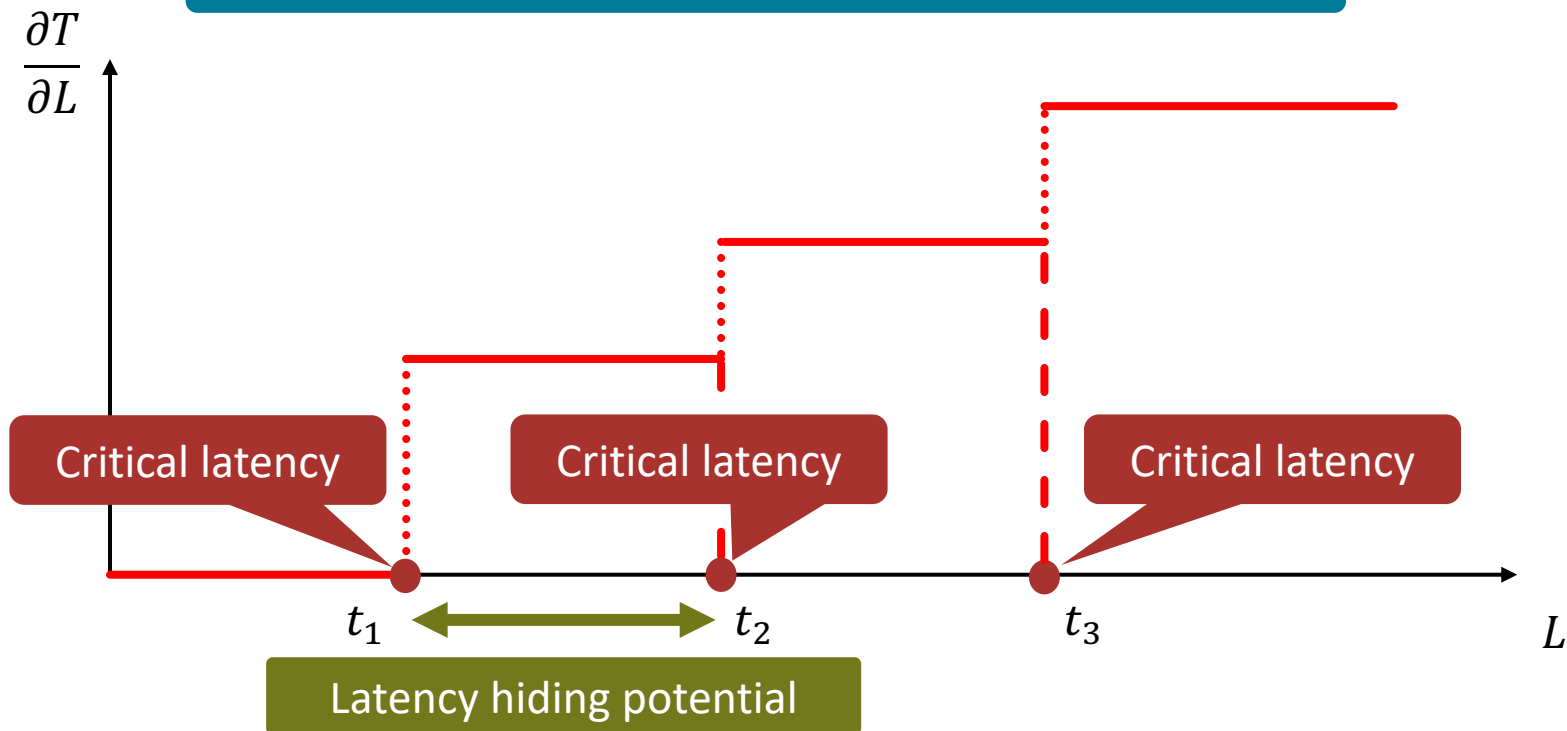 ∂T
∂L
Critical latency
Critical latency
Critical latency
t₁
t₂
t₃
L
Latency hiding potential